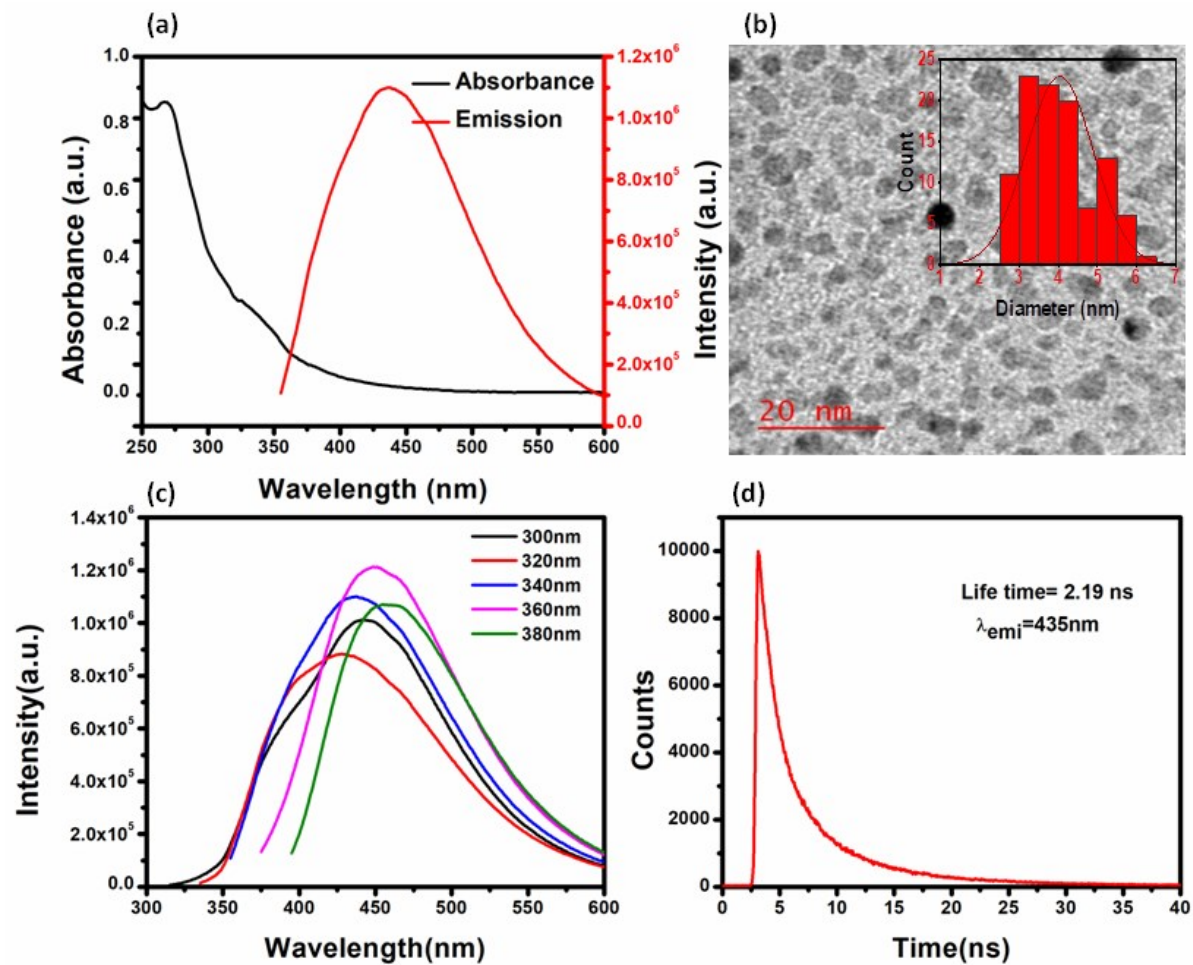 (a)
1.0
0.8
0.6
0.4
0.2
0.0
Absorbance (a.u.)
250 300 350 400 450 500 550 600
Wavelength (nm)
Absorbance
Emission
1.2x10⁶
1.0x10⁶
8.0x10⁵
6.0x10⁵
4.0x10⁵
2.0x10⁵
0.0
Intensity (a.u.)
(b)
25
20
15
10
5
0
Count
1 2 3 4 5 6 7
Diameter (nm)
20 nm
(c)
1.4x10⁶
1.2x10⁶
1.0x10⁶
8.0x10⁵
6.0x10⁵
4.0x10⁵
2.0x10⁵
0.0
Intensity(a.u.)
300 350 400 450 500 550 600
Wavelength(nm)
300nm
320nm
340nm
360nm
380nm
(d)
10000
8000
6000
4000
2000
0
Counts
0 5 10 15 20 25 30 35 40
Time(ns)
Life time= 2.19 ns
λemi=435nm